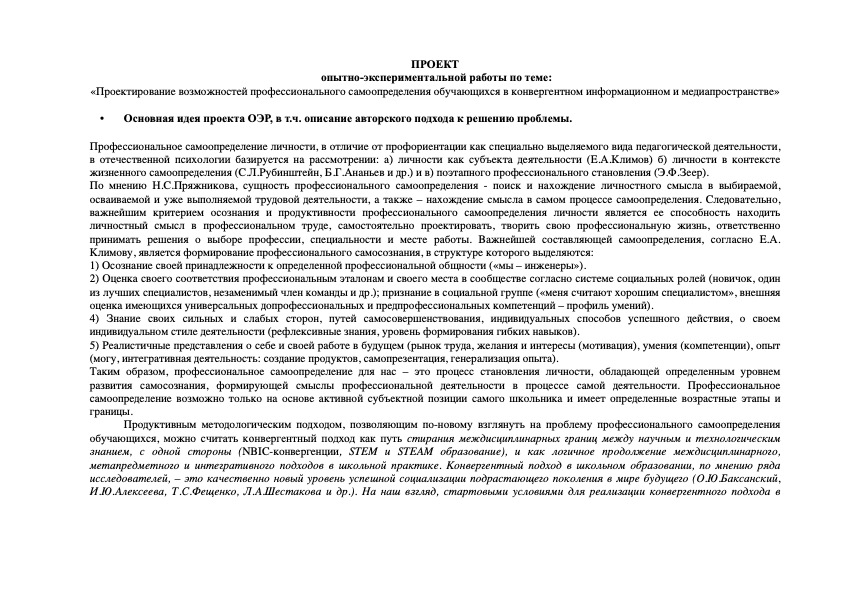 ПРОЕКТ
опытно-экспериментальной работы по теме:
«Проектирование возможностей профессионального самоопределения обучающихся в конвергентном информационном и медиапространстве»
• Основная идея проекта ОЭР, в т.ч. описание авторского подхода к решению проблемы.
Профессиональное самоопределение личности, в отличие от профориентации как специально выделяемого вида педагогической деятельности,
в отечественной психологии базируется на рассмотрении: а) личности как субъекта деятельности (Е.А.Климов) б) личности в контексте
жизненного самоопределения (С.Л.Рубинштейн, Б.Г.Ананьев и др.) и в) поэтапного профессионального становления (Э.Ф.Зеер).
По мнению Н.С.Пряжникова, сущность профессионального самоопределения - поиск и нахождение личностного смысла в выбираемой,
осваиваемой и уже выполняемой трудовой деятельности, а также – нахождение смысла в самом процессе самоопределения. Следовательно,
важнейшим критерием осознания и продуктивности профессионального самоопределения личности является ее способность находить
личностный смысл в профессиональном труде, самостоятельно проектировать, творить свою профессиональную жизнь, ответственно
принимать решения о выборе профессии, специальности и месте работы. Важнейшей составляющей самоопределения, согласно Е.А.
Климову, является формирование профессионального самосознания, в структуре которого выделяются:
1) Осознание своей принадлежности к определенной профессиональной общности («мы – инженеры»).
2) Оценка своего соответствия профессиональным эталонам и своего места в сообществе согласно системе социальных ролей (новичок, один
из лучших специалистов, незаменимый член команды и др.); признание в социальной группе («меня считают хорошим специалистом», внешняя
оценка имеющихся универсальных допрофессиональных и предпрофессиональных компетенций – профиль умений).
4) Знание своих сильных и слабых сторон, путей самосовершенствования, индивидуальных способов успешного действия, о своем
индивидуальном стиле деятельности (рефлексивные знания, уровень формирования гибких навыков).
5) Реалистичные представления о себе и своей работе в будущем (рынок труда, желания и интересы (мотивация), умения (компетенции), опыт
(могу, интегративная деятельность: создание продуктов, самопрезентация, генерализация опыта).
Таким образом, профессиональное самоопределение для нас – это процесс становления личности, обладающей определенным уровнем
развития самосознания, формирующей смыслы профессиональной деятельности в процессе самой деятельности. Профессиональное
самоопределение возможно только на основе активной субъектной позиции самого школьника и имеет определенные возрастные этапы и
границы.
Продуктивным методологическим подходом, позволяющим по-новому взглянуть на проблему профессионального самоопределения
обучающихся, можно считать конвергентный подход как путь стирания междисциплинарных границ между научным и технологическим
знанием, с одной стороны (NBIC-конвергенции, STEM и STEAM образование), и как логичное продолжение междисциплинарного,
метапредметного и интегративного подходов в школьной практике. Конвергентный подход в школьном образовании, по мнению ряда
исследователей, – это качественно новый уровень успешной социализации подрастающего поколения в мире будущего (О.Ю.Баксанский,
И.Ю.Алексеева, Т.С.Фещенко, Л.А.Шестакова и др.). На наш взгляд, стартовыми условиями для реализации конвергентного подхода в